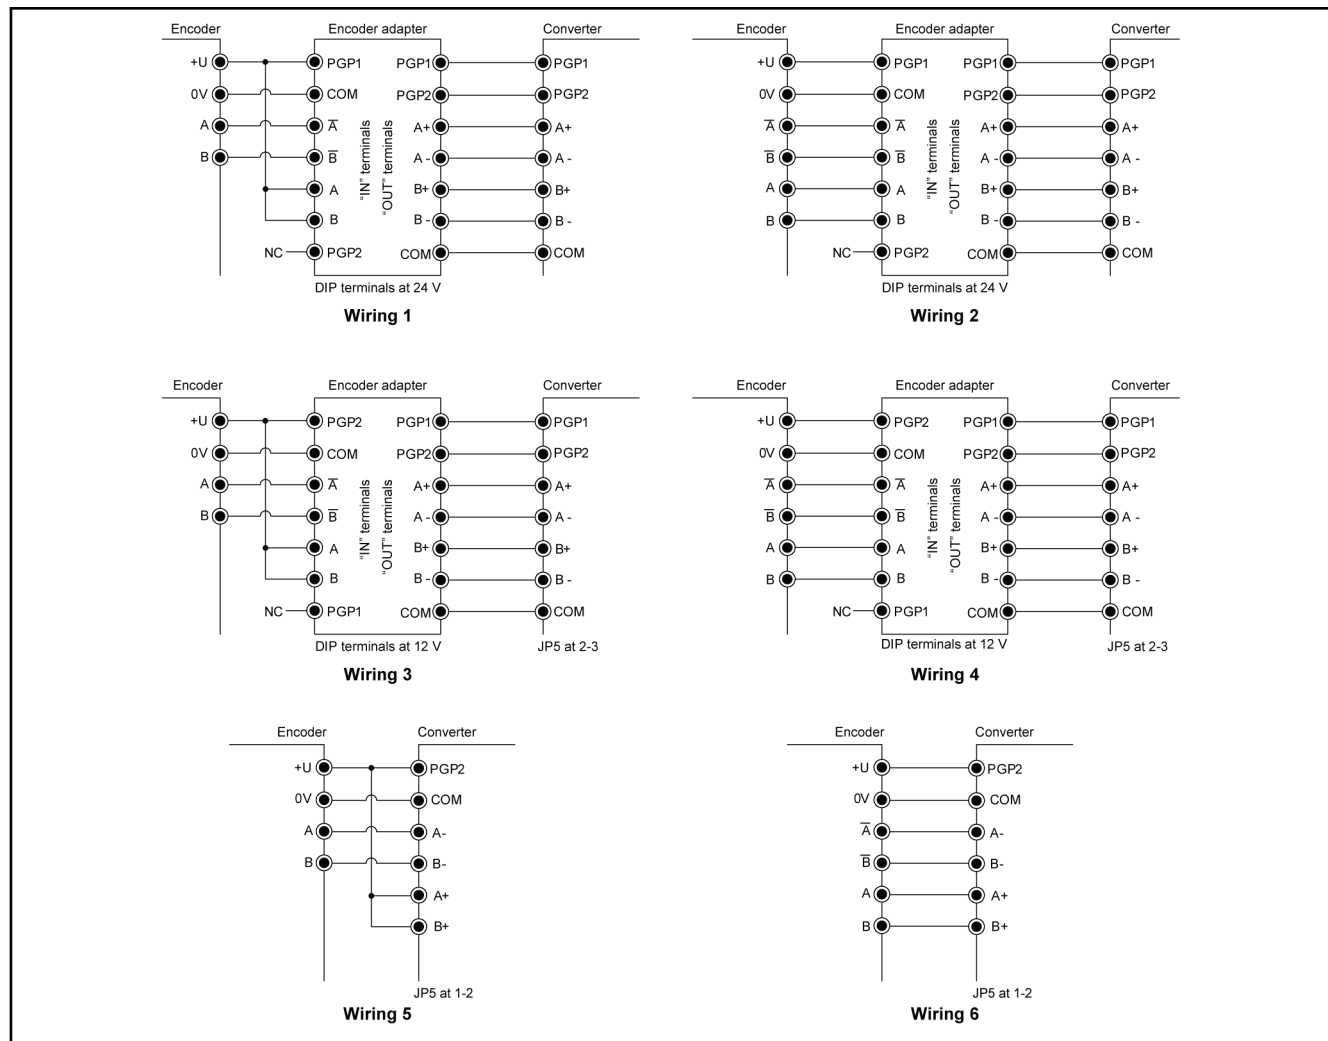 Encoder Encoder adapter Converter
+U PGP1 PGP1 PGP1
0V COM PGP2 PGP2
A A̅ A+ A+
B B̅ A - A -
A B+ B+
B B - B -
NC PGP2 COM COM
"IN" terminals
"OUT" terminals
DIP terminals at 24 V
Wiring 1
Encoder Encoder adapter Converter
+U PGP1 PGP1 PGP1
0V COM PGP2 PGP2
A̅ A̅ A+ A+
B̅ B̅ A - A -
A A B+ B+
B B B - B -
NC PGP2 COM COM
"IN" terminals
"OUT" terminals
DIP terminals at 24 V
Wiring 2
Encoder Encoder adapter Converter
+U PGP2 PGP1 PGP1
0V COM PGP2 PGP2
A A̅ A+ A+
B B̅ A - A -
A B+ B+
B B - B -
NC PGP1 COM COM
"IN" terminals
"OUT" terminals
DIP terminals at 12 V JP5 at 2-3
Wiring 3
Encoder Encoder adapter Converter
+U PGP2 PGP1 PGP1
0V COM PGP2 PGP2
A̅ A̅ A+ A+
B̅ B̅ A - A -
A A B+ B+
B B B - B -
NC PGP1 COM COM
"IN" terminals
"OUT" terminals
DIP terminals at 12 V JP5 at 2-3
Wiring 4
Encoder Converter
+U PGP2
0V COM
A A-
B B-
A+
B+
JP5 at 1-2
Wiring 5
Encoder Converter
+U PGP2
0V COM
A̅ A-
B̅ B-
A A+
B B+
JP5 at 1-2
Wiring 6